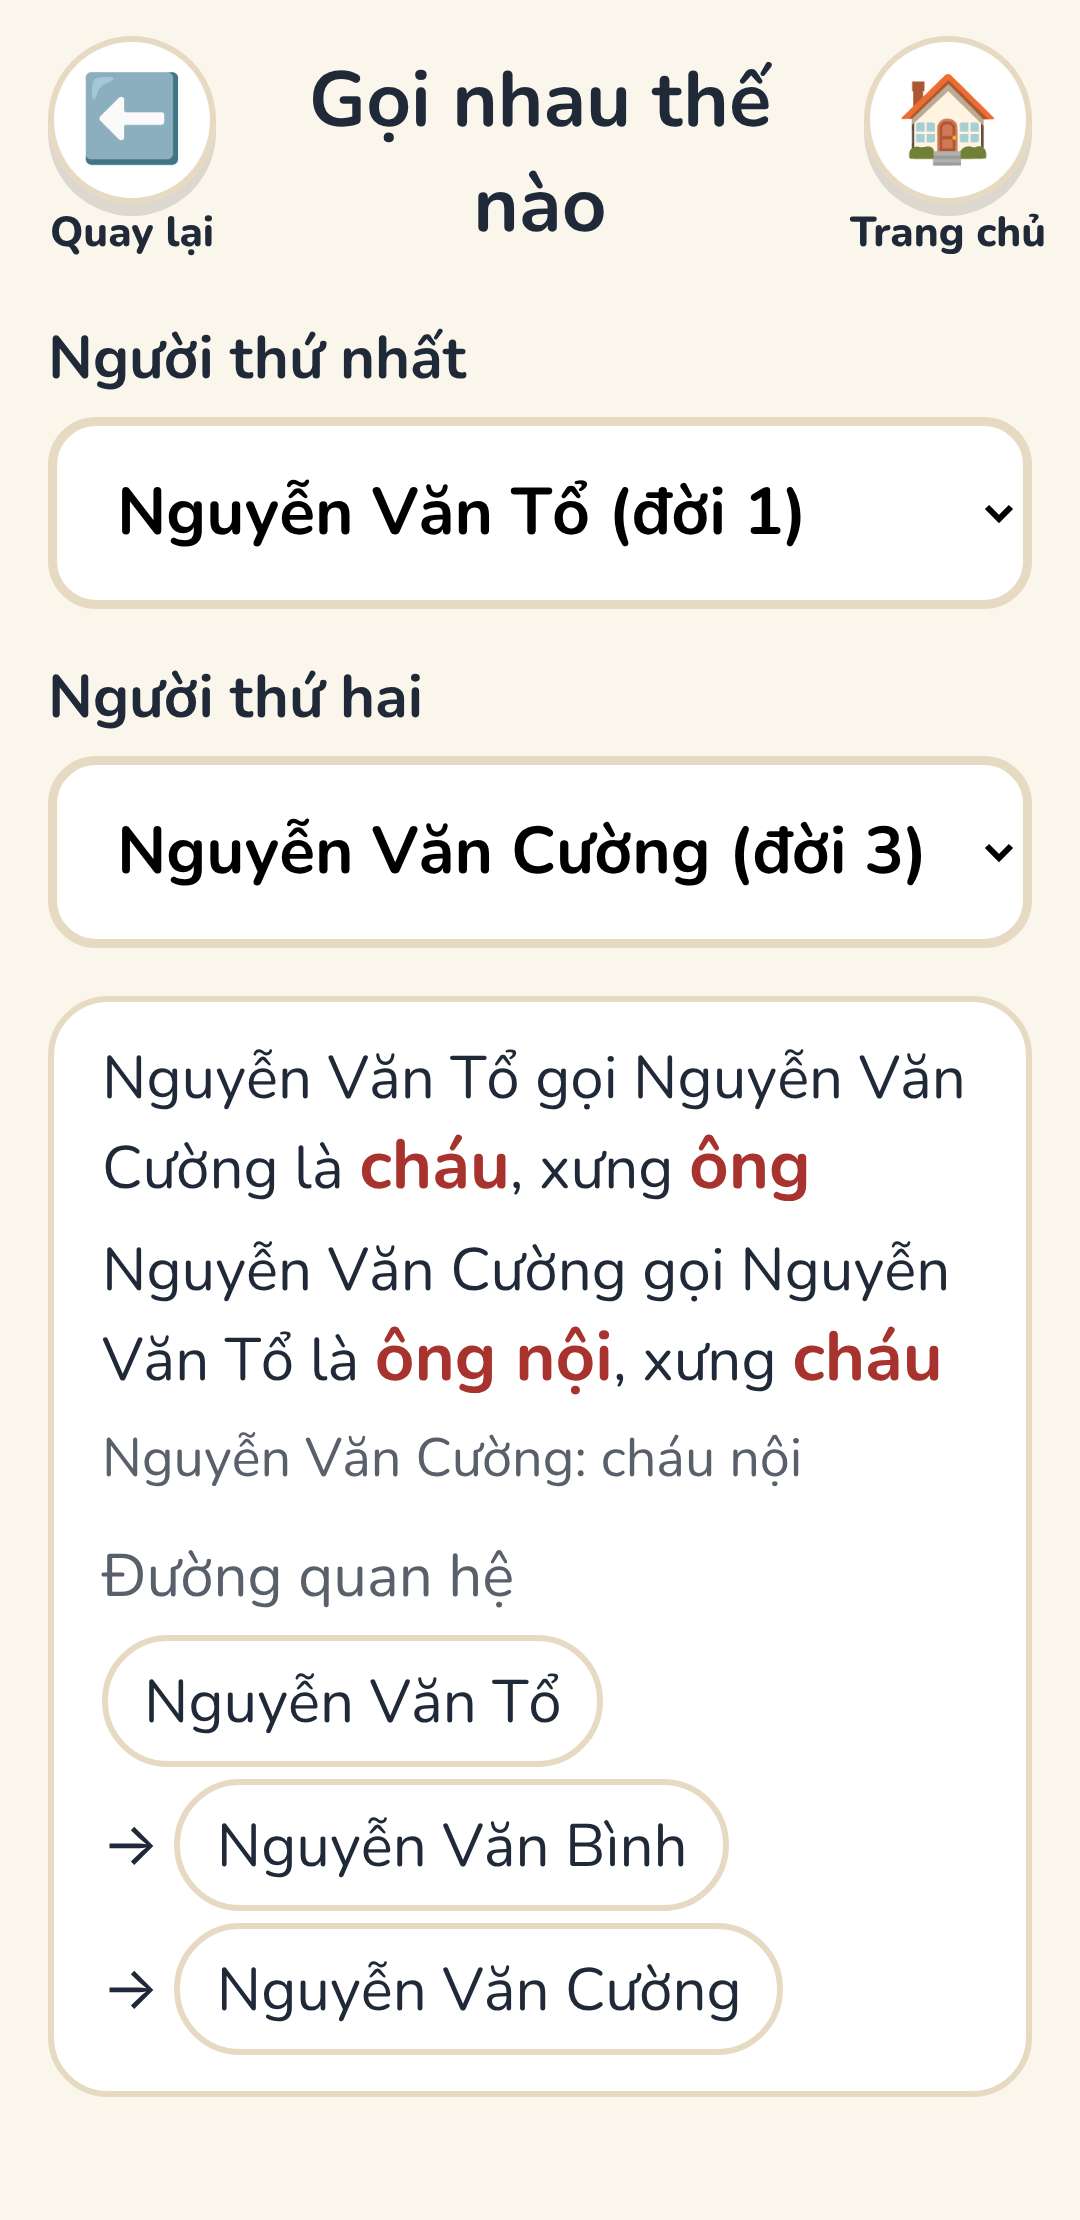 Gọi nhau thế
nào
Quay lại
Trang chủ
Người thứ nhất
Nguyễn Văn Tổ (đời 1)
Người thứ hai
Nguyễn Văn Cường (đời 3)
Nguyễn Văn Tổ gọi Nguyễn Văn
Cường là cháu, xưng ông
Nguyễn Văn Cường gọi Nguyễn
Văn Tổ là ông nội, xưng cháu
Nguyễn Văn Cường: cháu nội
Đường quan hệ
Nguyễn Văn Tổ
→ Nguyễn Văn Bình
→ Nguyễn Văn Cường